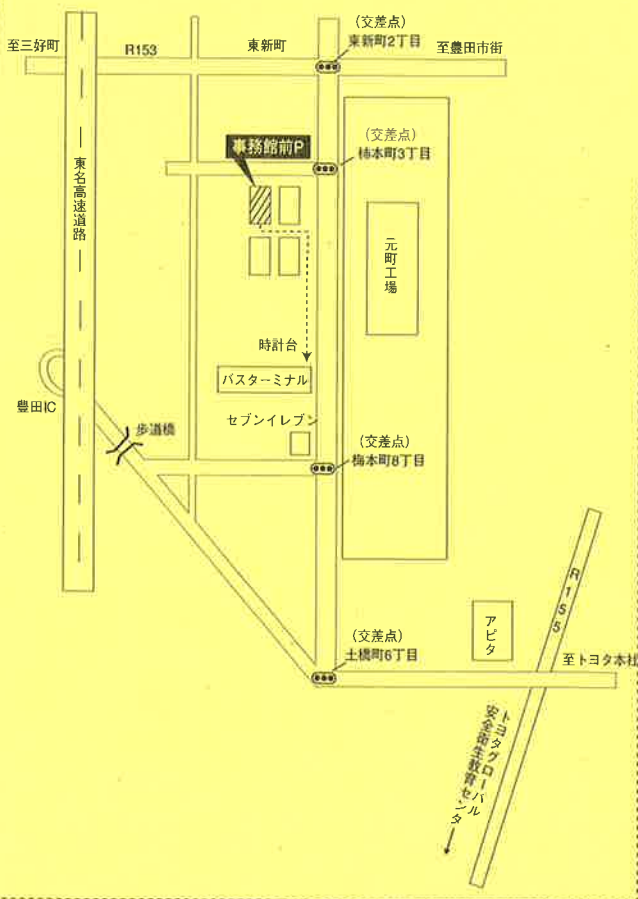 (交差点)
東新町2丁目
至三好町
R153
東新町
至豊田市街
事務館前P
(交差点)
柿本町3丁目
東名高速道路
元町工場
時計台
バスターミナル
豊田IC
セブンイレブン
歩道橋
(交差点)
梅本町8丁目
R155
アピタ
(交差点)
土橋町6丁目
至トヨタ本社
トヨタグローバル
安全衛生教育センタ